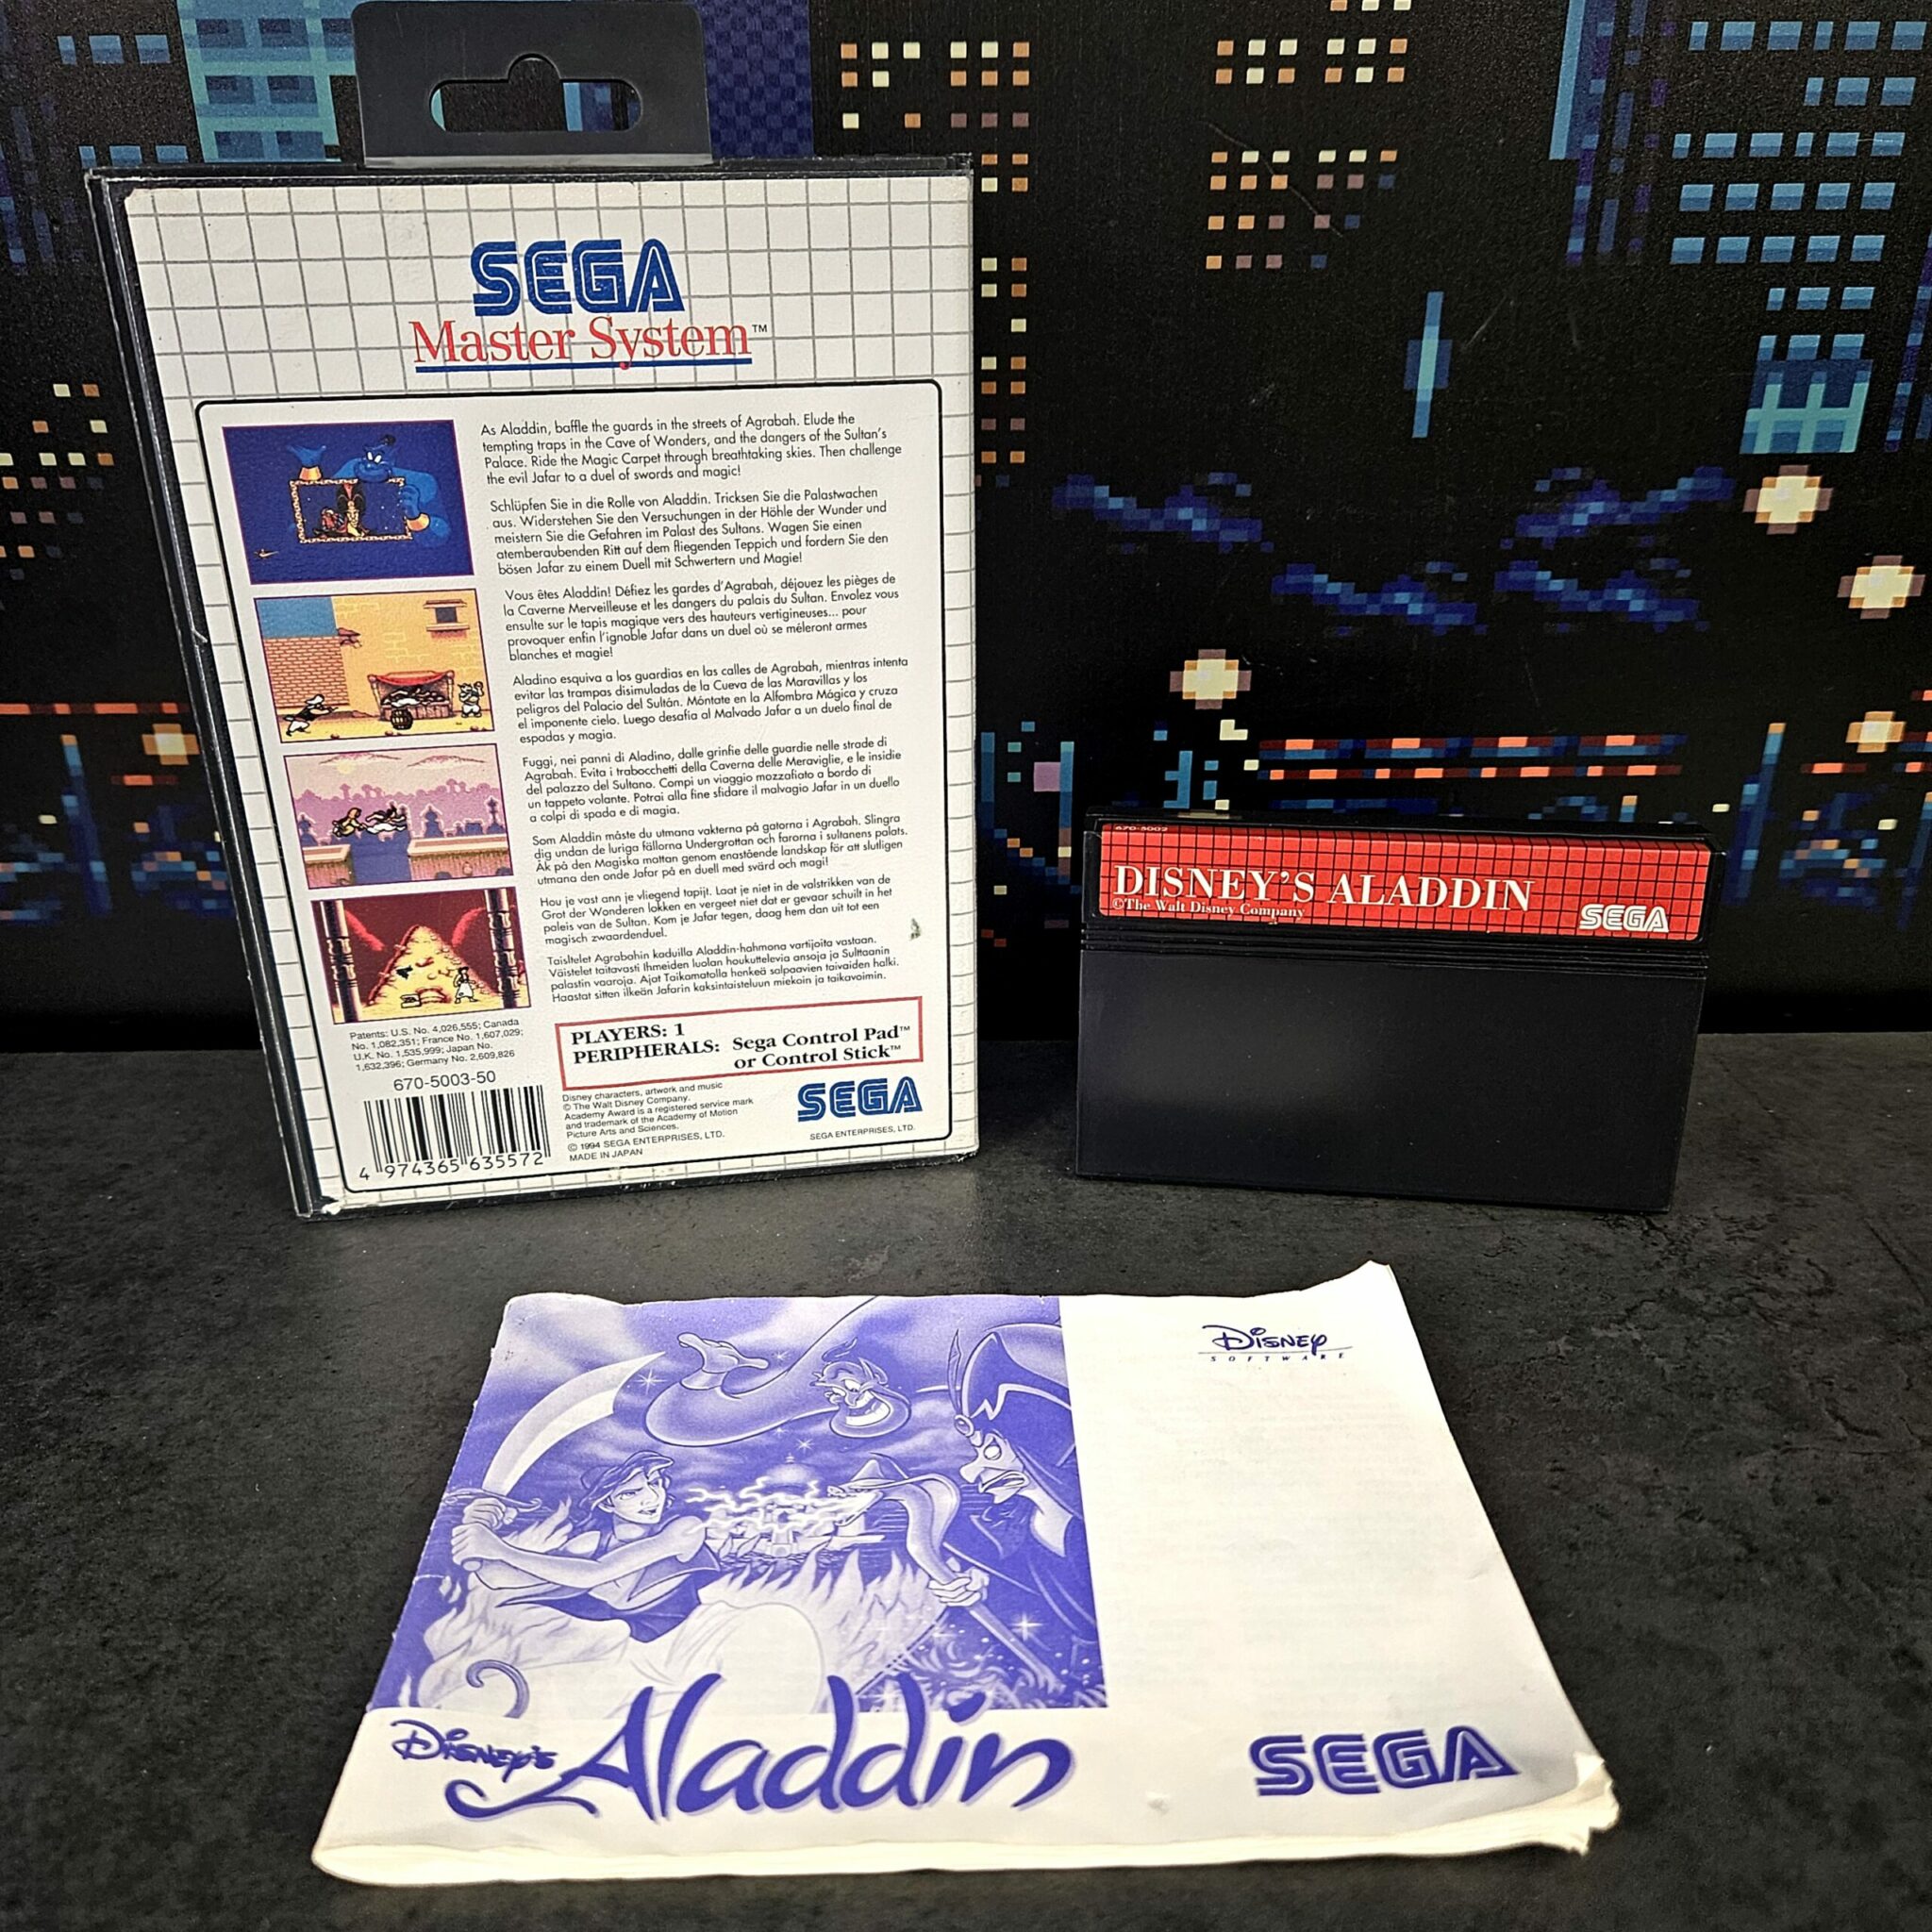 SEGA
Master System™
As Aladdin, baffle the guards in the streets of Agrabah. Elude the
tempting traps in the Cave of Wonders, and the dangers of the Sultan's
Palace. Ride the Magic Carpet through breathtaking skies. Then challenge
the evil Jafar to a duel of swords and magic!
Schlüpfen Sie in die Rolle von Aladdin. Tricksen Sie die Palastwachen
aus. Widerstehen Sie den Versuchungen in der Höhle der Wunder und
meistern Sie die Gefahren im Palast des Sultans. Wagen Sie einen
atemberaubenden Ritt auf dem fliegenden Teppich und fordern Sie den
bösen Jafar zu einem Duell mit Schwertern und Magie!
Vous êtes Aladdin! Défiez les gardes d'Agrabah, déjouez les pièges de
la Caverne Merveilleuse et les dangers du palais du Sultan. Envolez vous
ensuite sur le tapis magique vers des hauteurs vertigineuses... pour
provoquer enfin l'ignoble Jafar dans un duel où se mêleront armes
blanches et magie!
Aladino esquiva a los guardias en las calles de Agrabah, mientras intenta
evitar las trampas disimuladas de la Cueva de las Maravillas y los
peligros del Palacio del Sultán. Móntate en la Alfombra Mágica y cruza
el imponente cielo. Luego desafia al Malvado Jafar a un duelo final de
espadas y magia.
Fuggi, nei panni di Aladino, dalle grinfie delle guardie nelle strade di
Agrabah. Evita i trabocchetti della Caverna delle Meraviglie, e le insidie
del palazzo del Sultano. Compi un viaggio mozzafiato a bordo di
un tappeto volante. Potrai alla fine sfidare il malvagio Jafar in un duello
a colpi di spada e di magia.
Som Aladdin måste du utmana vakterna på gatorna i Agrabah. Slingra
dig undan de luriga fällorna Undergrottan och farorna i sultanens palats.
Åk på den Magiska mattan genom enastående landskap för att slutligen
utmana den onde Jafar på en duell med svärd och magi!
Hou je vast ann je vliegend tapijt. Laat je niet in de valstrikken van de
Grot der Wonderen lokken en vergeet niet dat er gevaar schuilt in het
paleis van de Sultan. Kom je Jafar tegen, daag hem dan uit tot een
magisch zwaardenduel.
Taistelet Agrabahin kaduilla Aladdin-hahmona vartijoita vastaan.
Väistelet taitavasti Ihmeiden luolan houkuttelevia ansoja ja Sulttaanin
palastin vaaroja. Ajat Taikamatolla henkeä salpaavien taivaiden halki.
Haastat sitten ilkeän Jafarin kaksintaisteluun miekoin ja taikavoimin.
Patents: U.S. No. 4,026,555; Canada
No. 1,082,351; France No. 1,607,029;
U.K. No. 1,535,999; Japan No.
1,632,396; Germany No. 2,609,826
670-5003-50
4 974365 635572
PLAYERS: 1
PERIPHERALS: Sega Control Pad™
or Control Stick™
Disney characters, artwork and music
© The Walt Disney Company.
Academy Award is a registered service mark
and trademark of the Academy of Motion
Picture Arts and Sciences.
© 1994 SEGA ENTERPRISES, LTD.
MADE IN JAPAN
SEGA
SEGA ENTERPRISES, LTD.
670-5002
DISNEY'S ALADDIN
©The Walt Disney Company
SEGA
Disney
SOFTWARE
Disney's Aladdin
SEGA